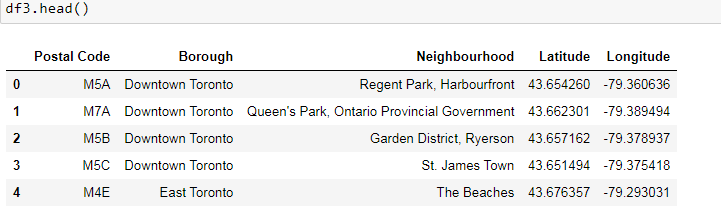 df3.head()
Postal Code Borough Neighbourhood Latitude Longitude
0 M5A Downtown Toronto Regent Park, Harbourfront 43.654260 -79.360636
1 M7A Downtown Toronto Queen's Park, Ontario Provincial Government 43.662301 -79.389494
2 M5B Downtown Toronto Garden District, Ryerson 43.657162 -79.378937
3 M5C Downtown Toronto St. James Town 43.651494 -79.375418
4 M4E East Toronto The Beaches 43.676357 -79.293031